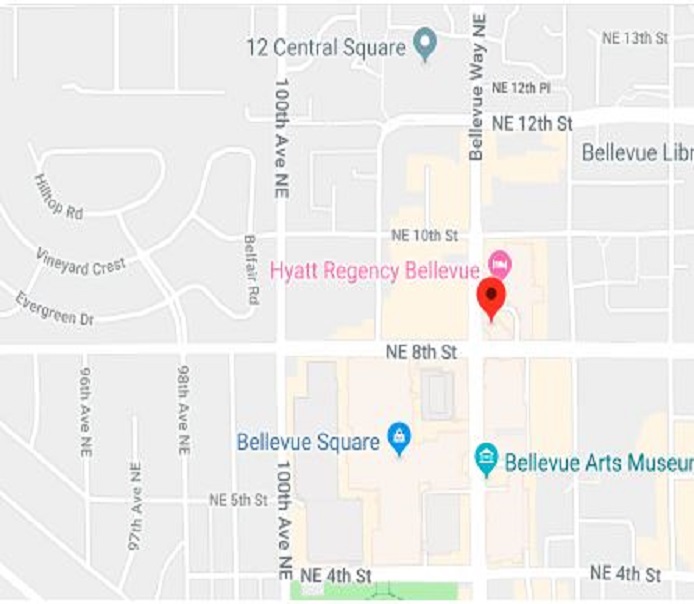 Bellevue Way NE
NE 13th St
12 Central Square
100th Ave NE
NE 12th Pl
NE 12th St
Bellevue Libr
Hilltop Rd
NE 10th St
Belfair Rd
Vineyard Crest
Hyatt Regency Bellevue
Evergreen Dr
NE 8th St
96th Ave NE
98th Ave NE
Bellevue Square
Bellevue Arts Museum
97th Ave NE
100th Ave NE
NE 5th St
NE 4th St
NE 4th St